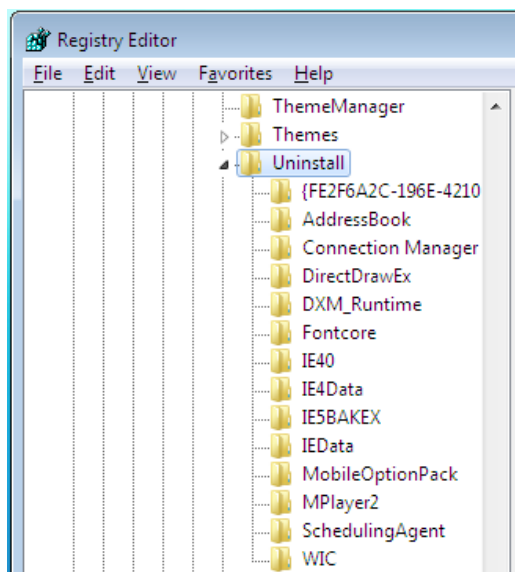 Registry Editor
File Edit View Favorites Help
ThemeManager
Themes
Uninstall
{FE2F6A2C-196E-4210
AddressBook
Connection Manager
DirectDrawEx
DXM_Runtime
Fontcore
IE40
IE4Data
IE5BAKEX
IEData
MobileOptionPack
MPlayer2
SchedulingAgent
WIC